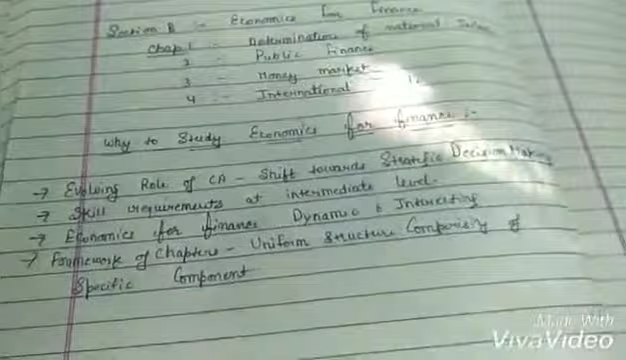 Section B :- Economics for Finance
Chap 1 - Determination of national
2 :- Public Finance
3 :- Money market
4 :- International
Why to Study Economics for finance :-
→ Evolving Role of CA - Shift towards Strategic Decision Making
→ Skill requirements at intermediate level.
→ Economics for finance Dynamic & Interesting
→ Framework of Chapters - Uniform Structure Comprising of
Specific Component
Made With
VivaVideo